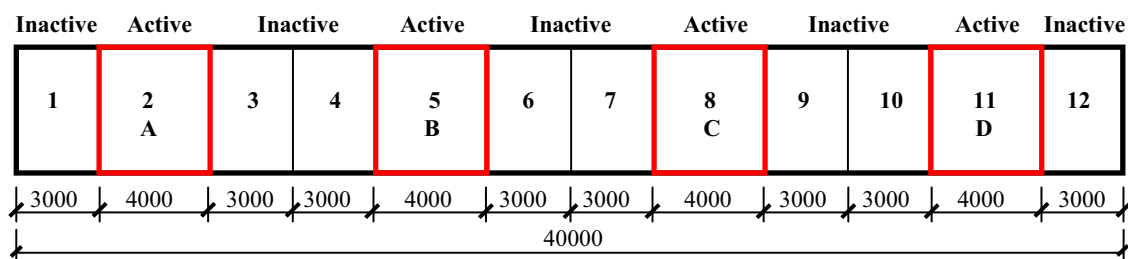 Inactive Active Inactive Active Inactive Active Inactive Active Inactive
1 2 3 4 5 6 7 8 9 10 11 12
A B C D
3000 4000 3000 3000 4000 3000 3000 4000 3000 3000 4000 3000
40000